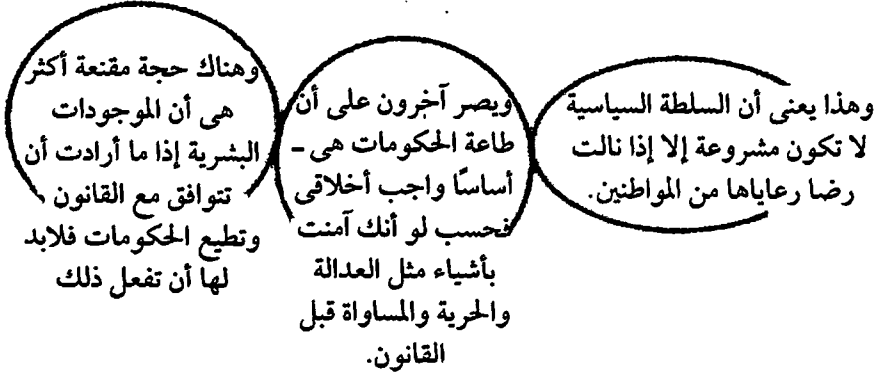 وهذا يعنى أن السلطة السياسية
لا تكون مشروعة إلا إذا نالت
رضا رعاياها من المواطنين.
ويصر آخرون على أن
طاعة الحكومات هى –
أساسًا واجب أخلاقى
فحسب لو أنك آمنت
بأشياء مثل العدالة
والحرية والمساواة قبل
القانون.
وهناك حجة مقنعة أكثر
هى أن الموجودات
البشرية إذا ما أرادت أن
تتوافق مع القانون
وتطيع الحكومات فلابد
لها أن تفعل ذلك